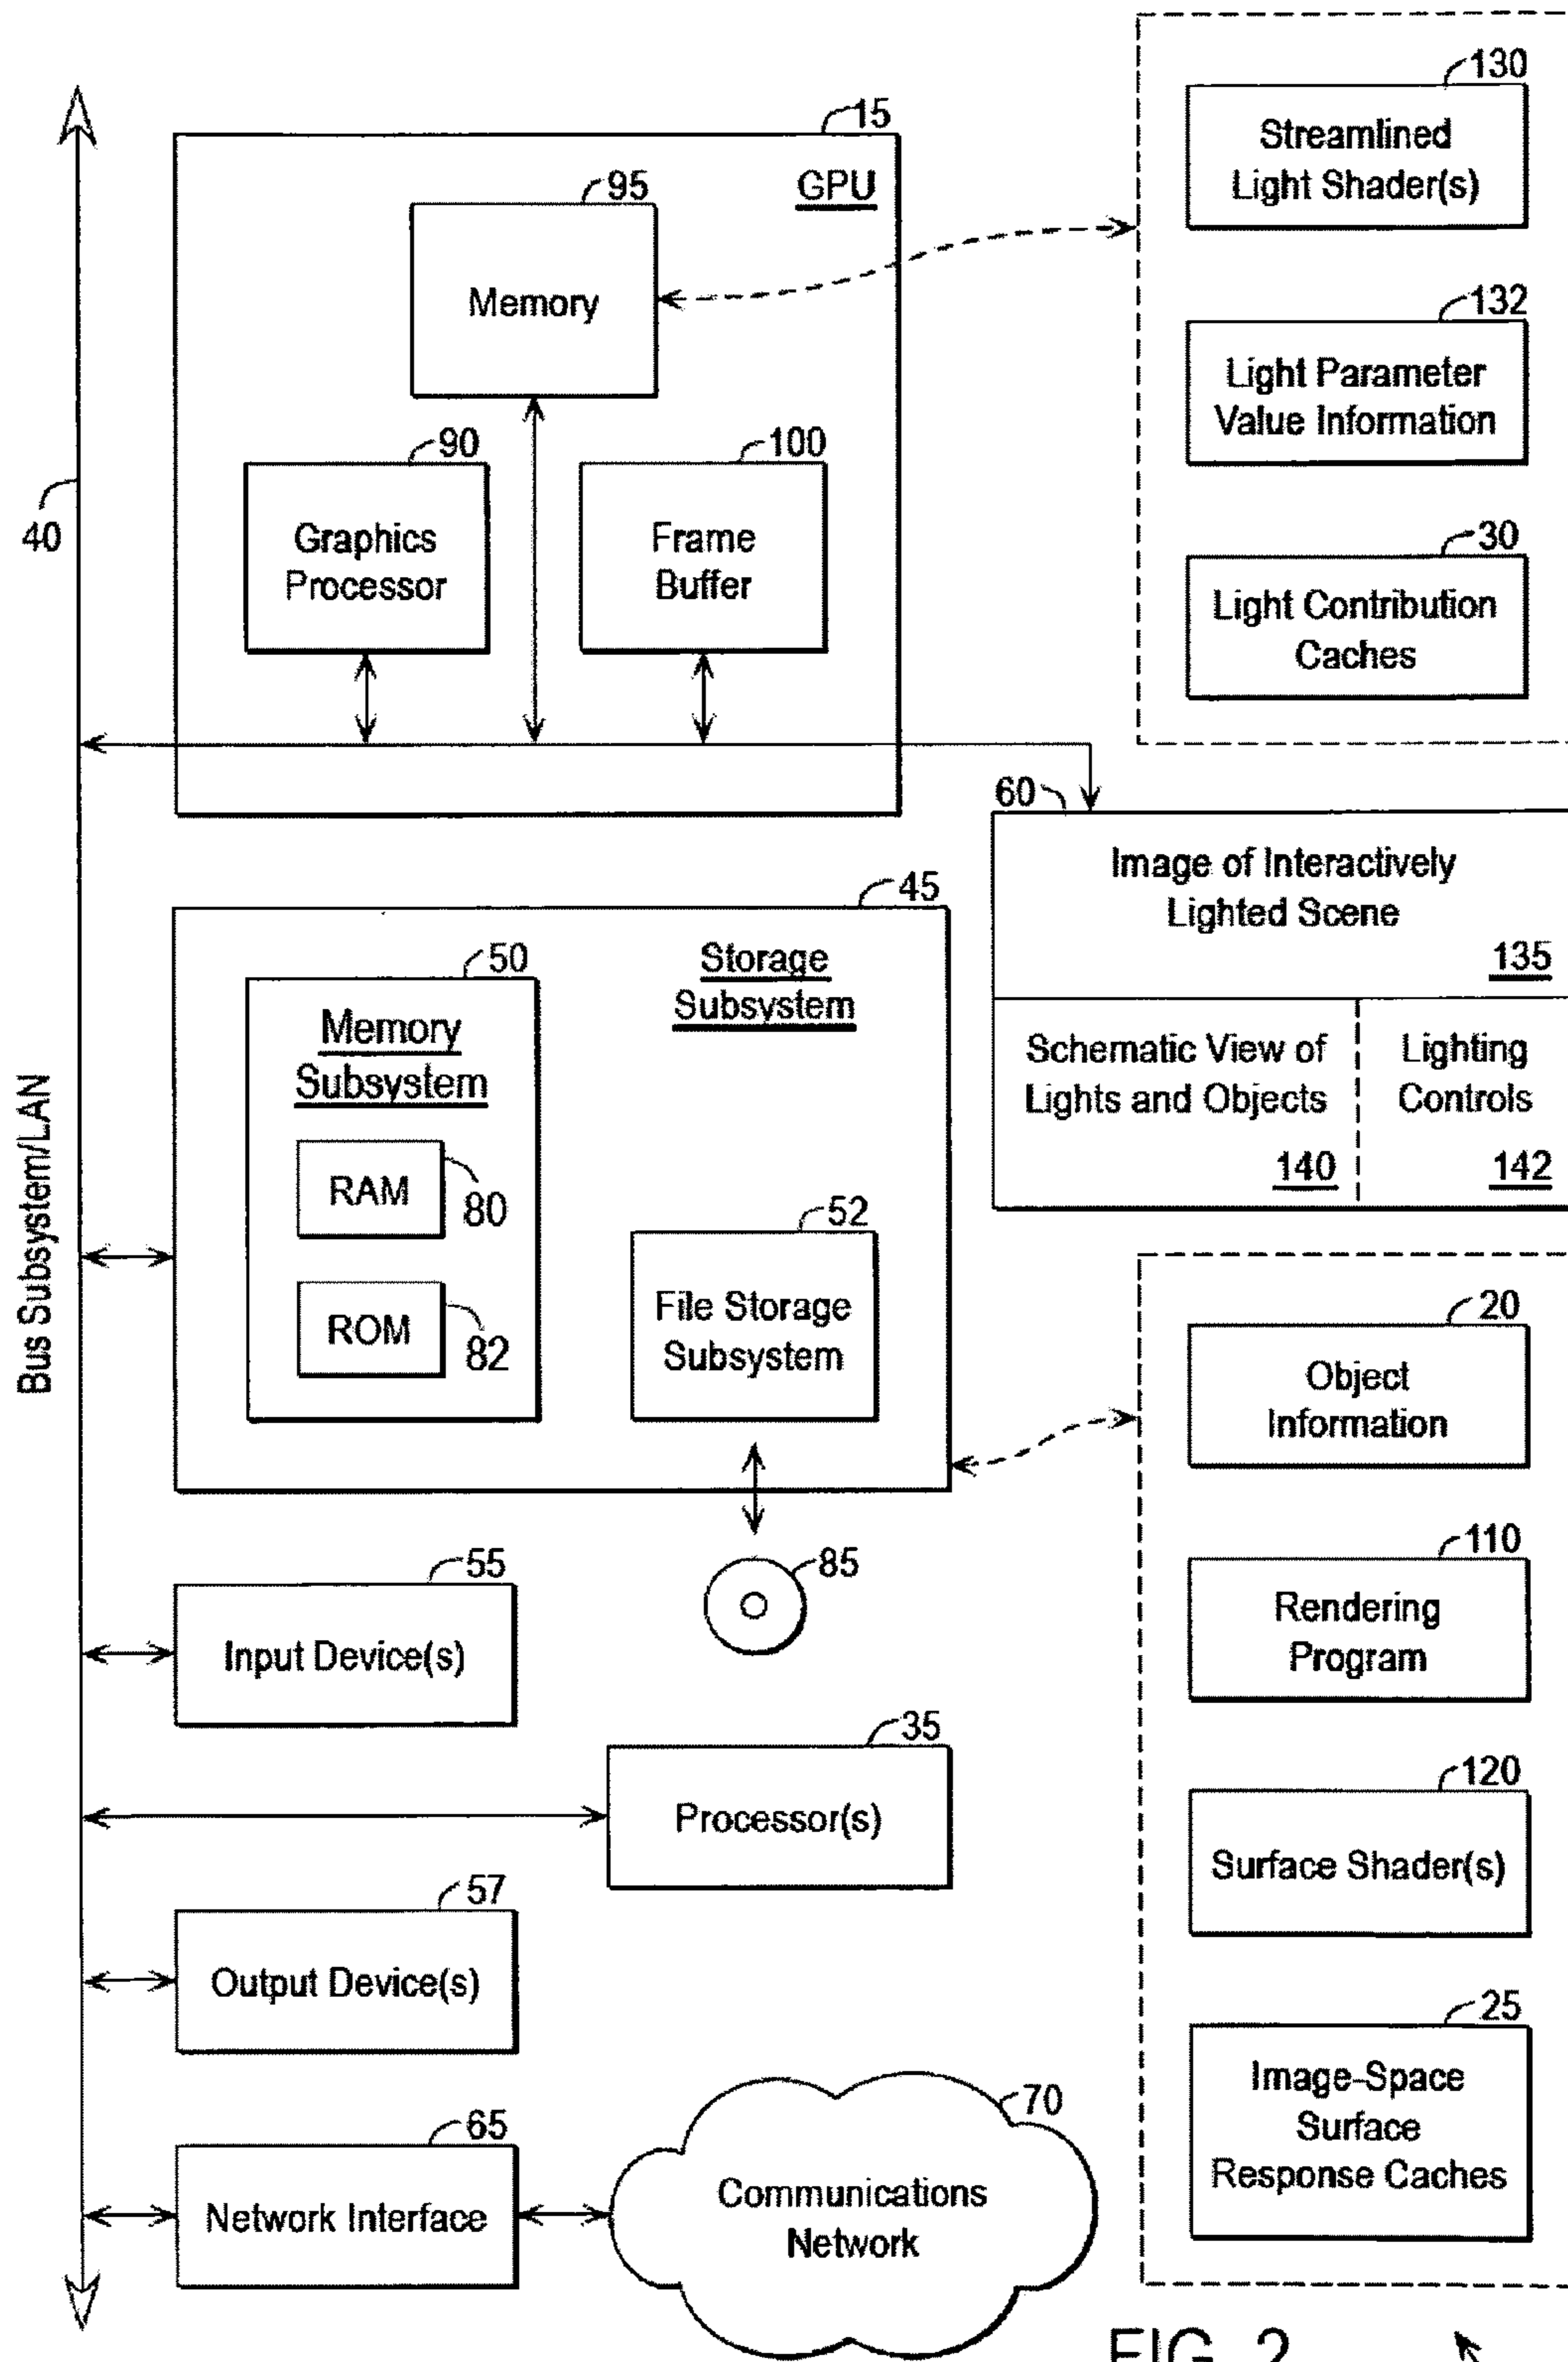 130
Streamlined
Light Shader(s)
132
Light Parameter
Value Information
30
Light Contribution
Caches
15
GPU
95
Memory
90
Graphics
Processor
100
Frame
Buffer
40
Bus Subsystem/LAN
60
Image of Interactively
Lighted Scene
135
Schematic View of
Lights and Objects
140
Lighting
Controls
142
45
Storage
Subsystem
50
Memory
Subsystem
RAM
80
ROM
82
52
File Storage
Subsystem
85
20
Object
Information
110
Rendering
Program
120
Surface Shader(s)
25
Image-Space
Surface
Response Caches
55
Input Device(s)
35
Processor(s)
57
Output Device(s)
65
Network Interface
70
Communications
Network
FIG. 2